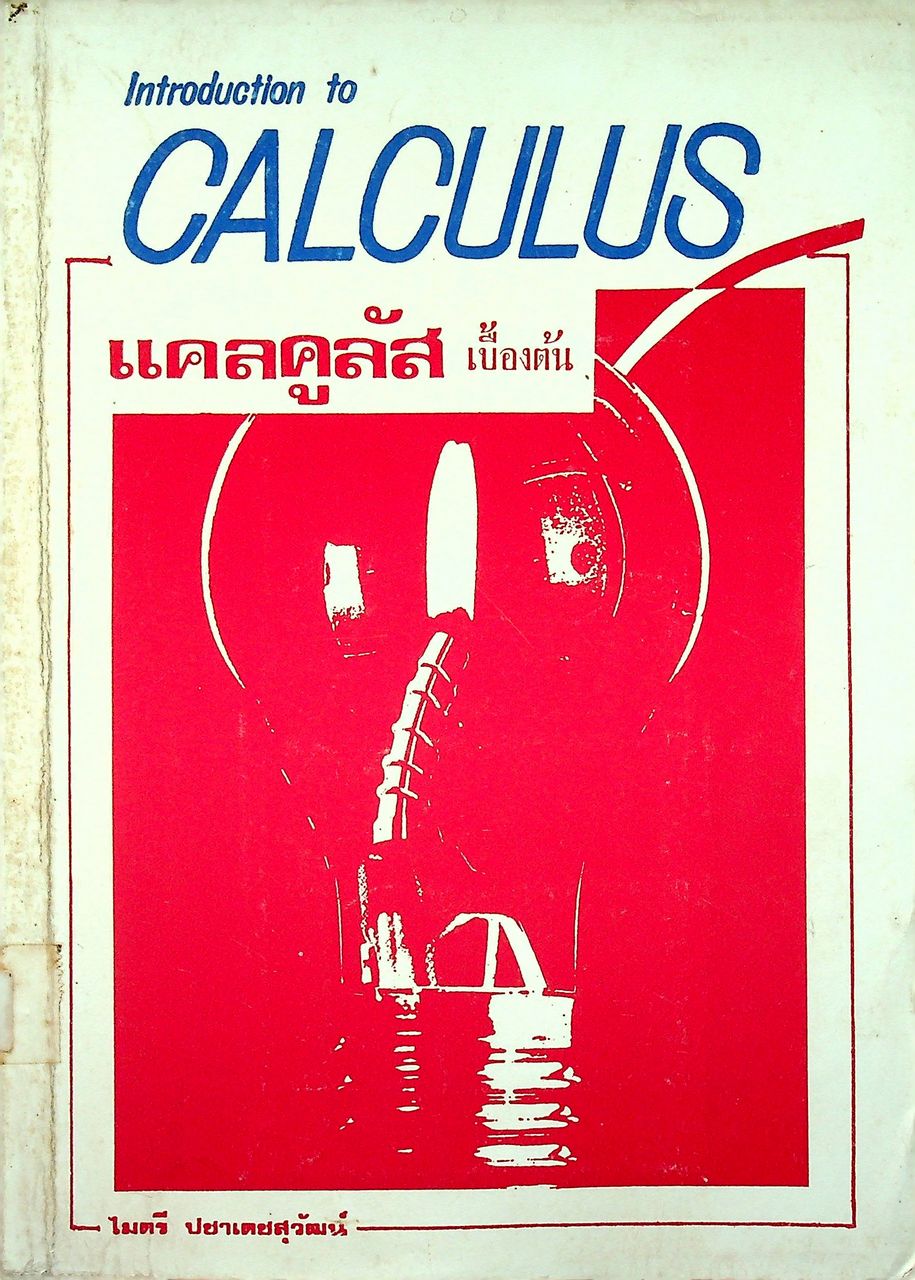 Introduction to
CALCULUS
แคลคูลัส เบื้องต้น
ไมตรี ปยาเตยสุวัฒน์